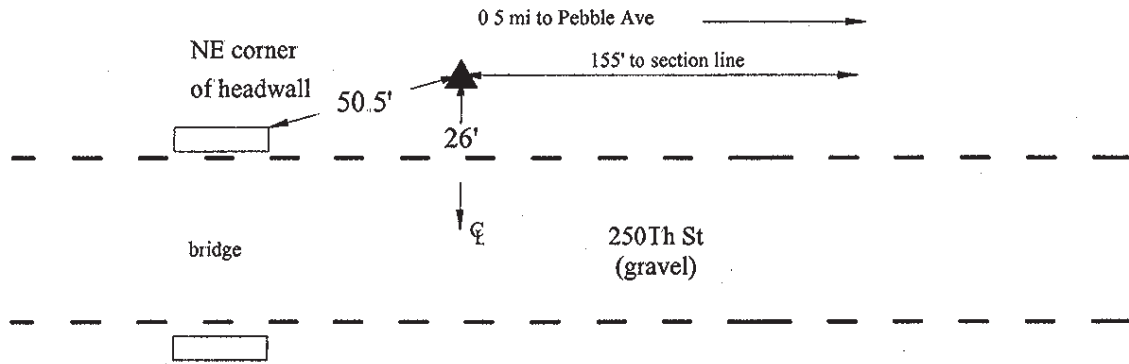 0 5 mi to Pebble Ave
155' to section line
NE corner
of headwall
50.5'
26'
℄
bridge
250Th St
(gravel)